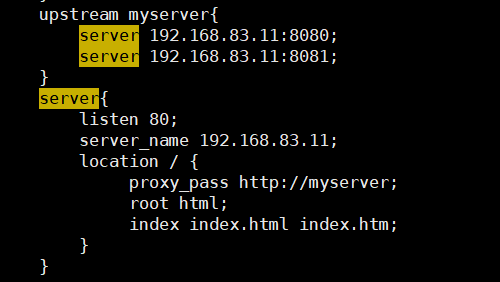 upstream myserver{
server 192.168.83.11:8080;
server 192.168.83.11:8081;
}
server{
listen 80;
server_name 192.168.83.11;
location / {
proxy_pass http://myserver;
root html;
index index.html index.htm;
}
}